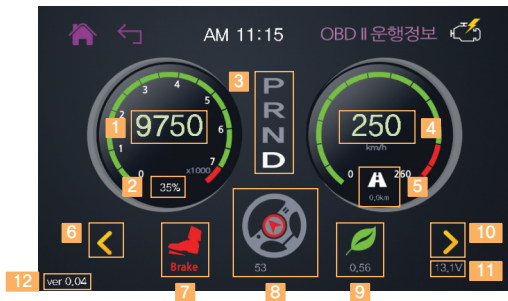 AM 11:15 OBD II 운행정보
3
P
R
N
D
1 9750
0 1 2 3 4 5 6 7
x1000
2 35%
250 4
km/h
0 260
5
0,0km
6
Brake
7
53
8
0,56
9
10
13,1V 11
12 ver 0,04